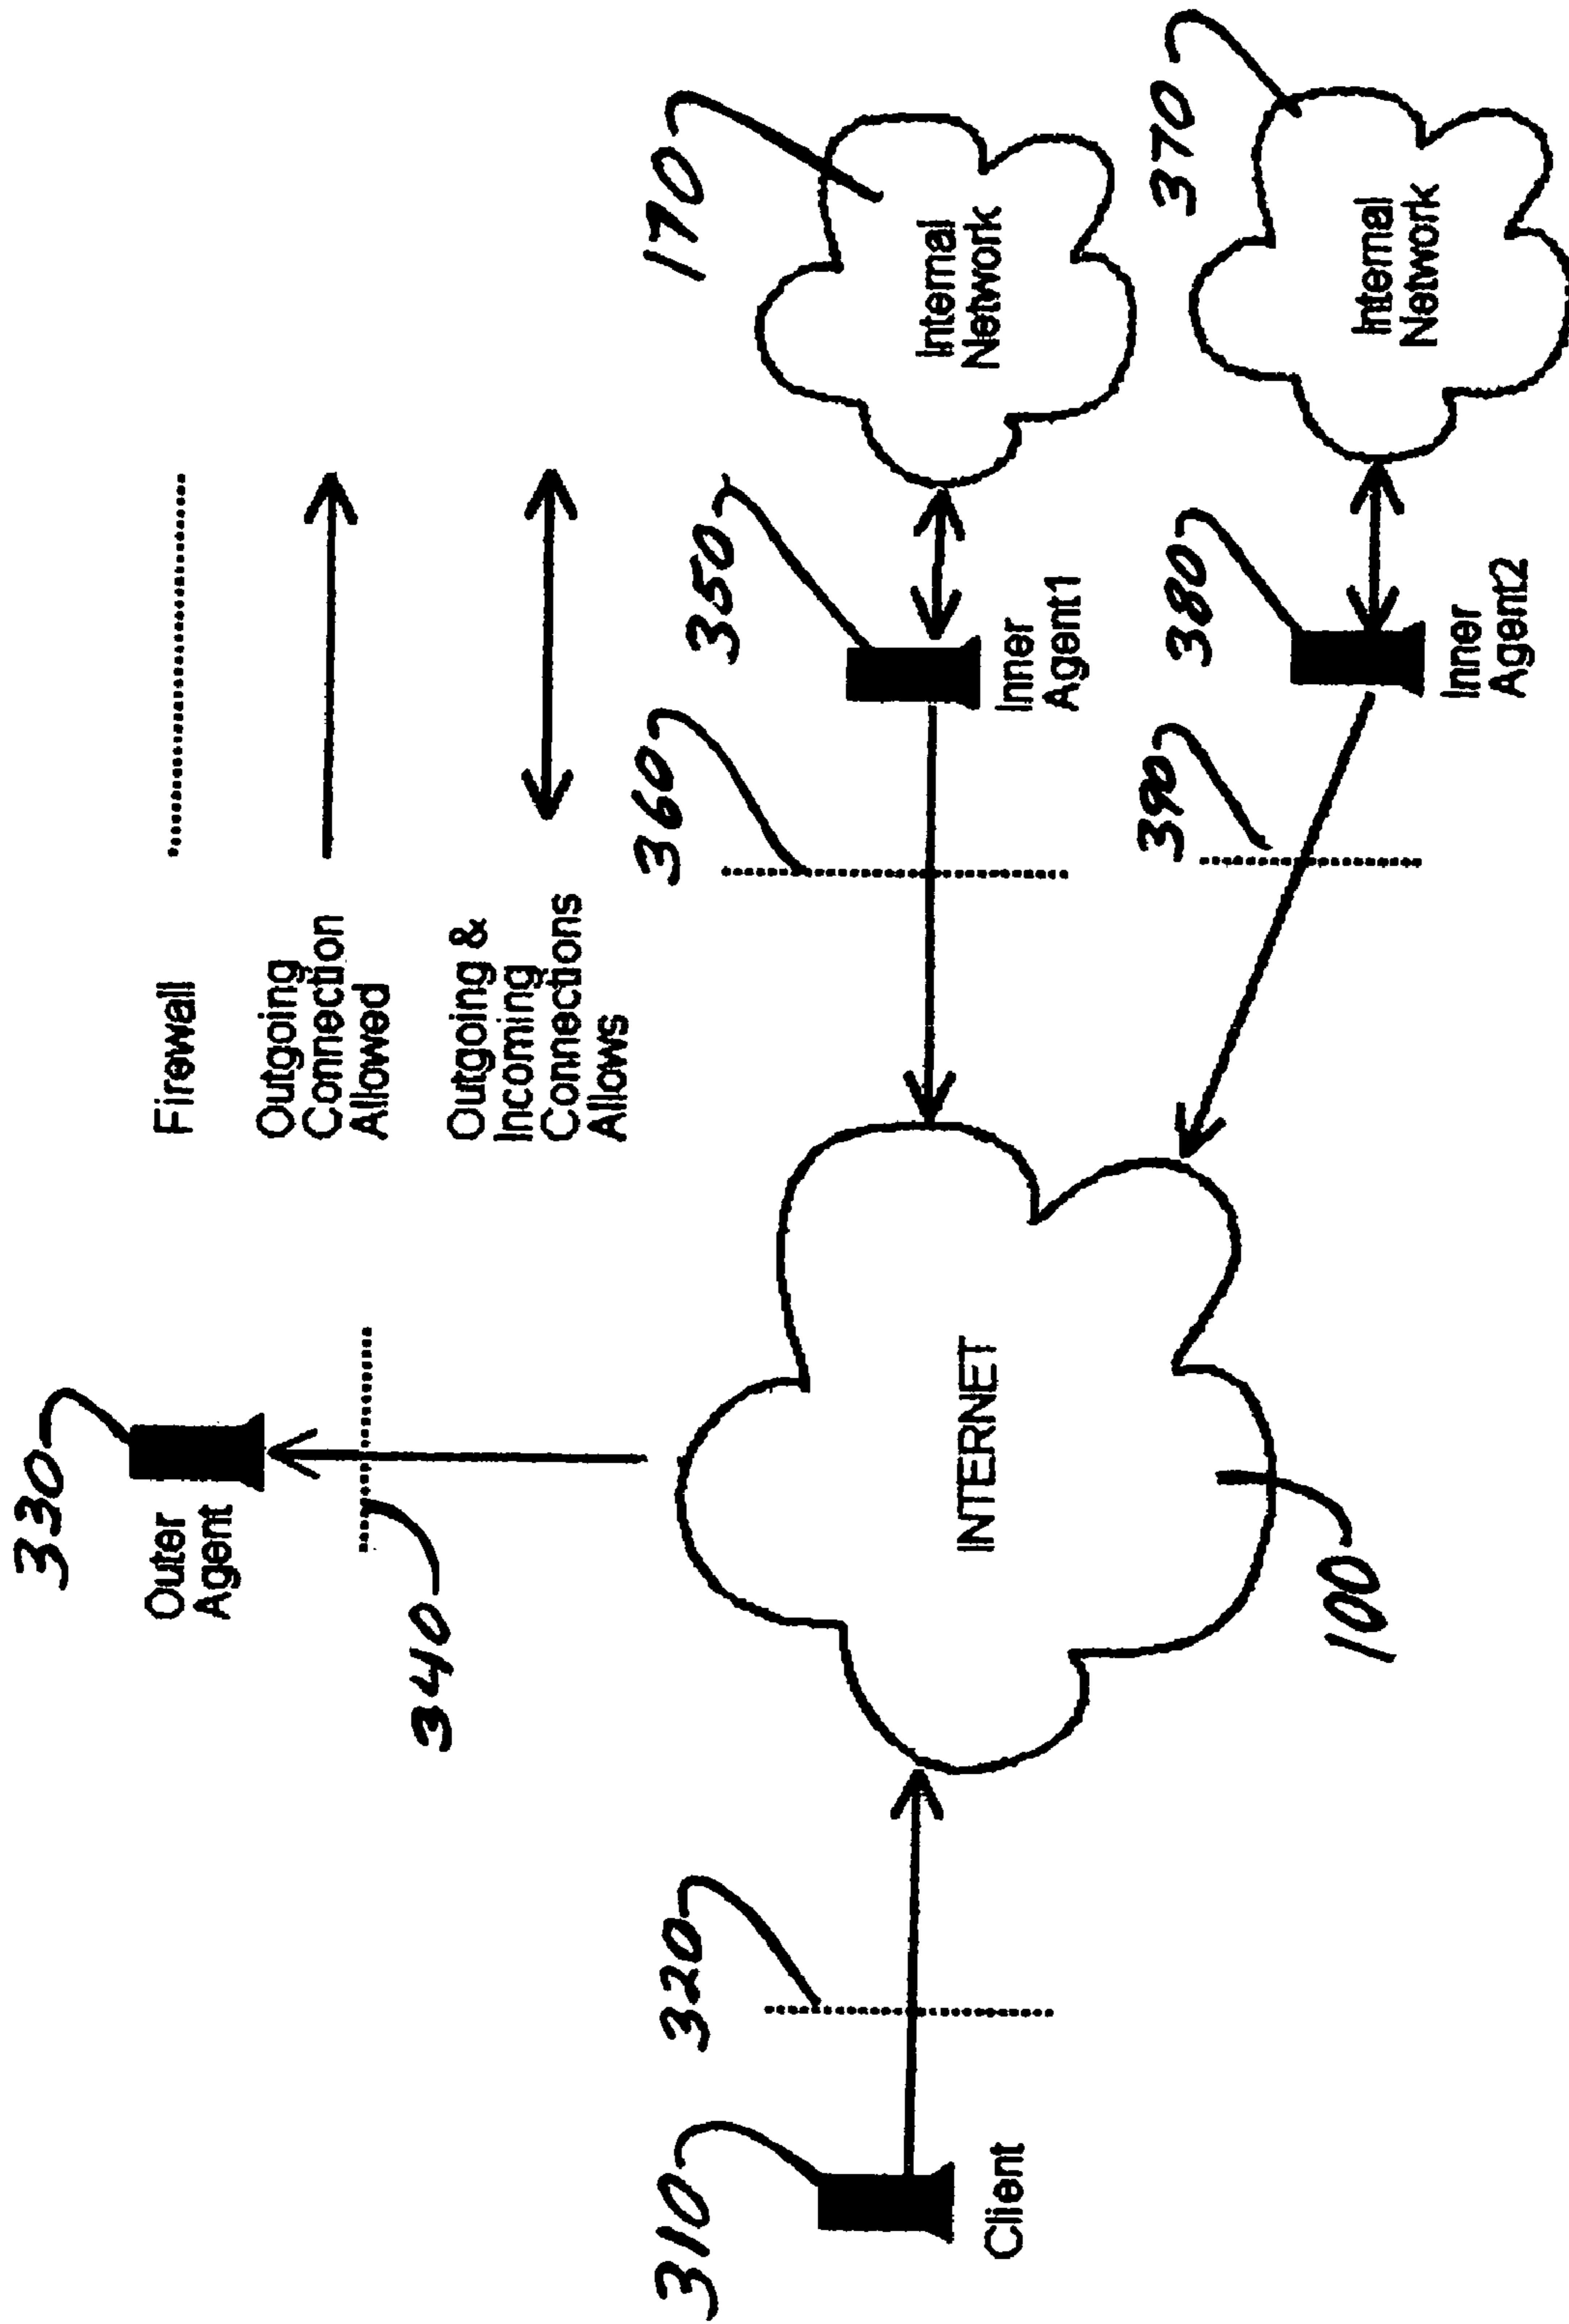 330
Outer
Agent
340
Firewall
Outgoing
Connection
Allowed
Outgoing &
Incoming
Connections
Allows
310
320
360
350
170
Client
INTERNET
100
Inner
Agent1
Internal
Network
390
380
370
Inner
Agent2
Internal
Network